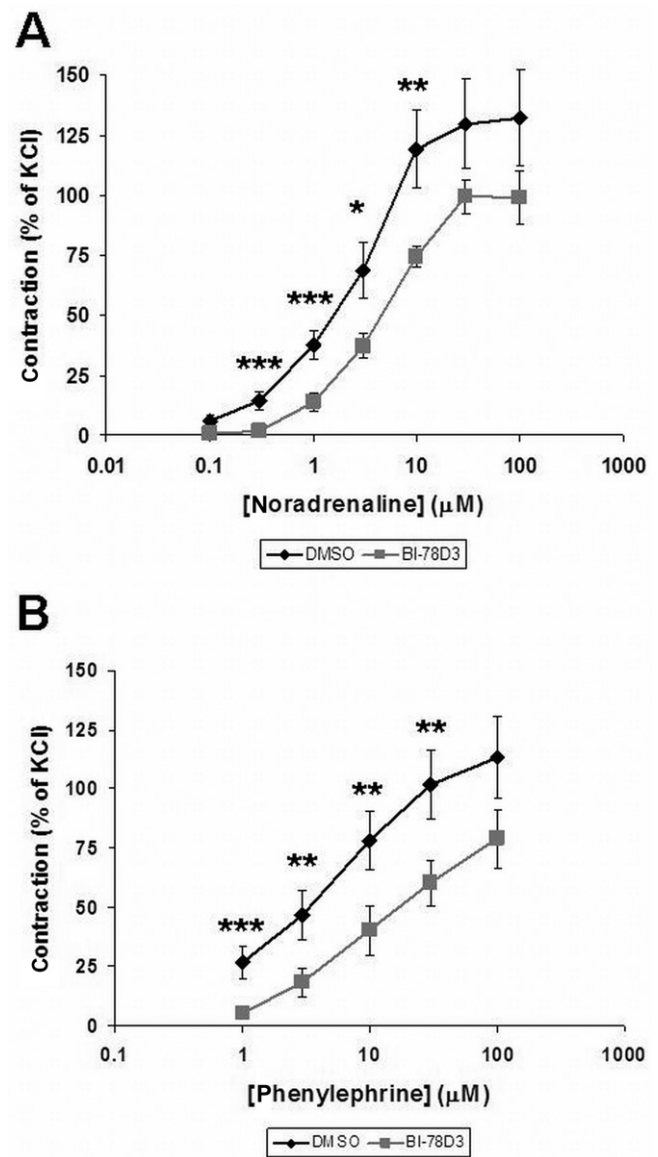 A
150
**
125
*
100
***
75
***
50
25
0
0.01 0.1 1 10 100 1000
Contraction (% of KCl)
[Noradrenaline] (µM)
DMSO BI-78D3
B
150
**
125
**
100
**
75
***
50
25
0
0.1 1 10 100 1000
Contraction (% of KCl)
[Phenylephrine] (µM)
DMSO BI-78D3